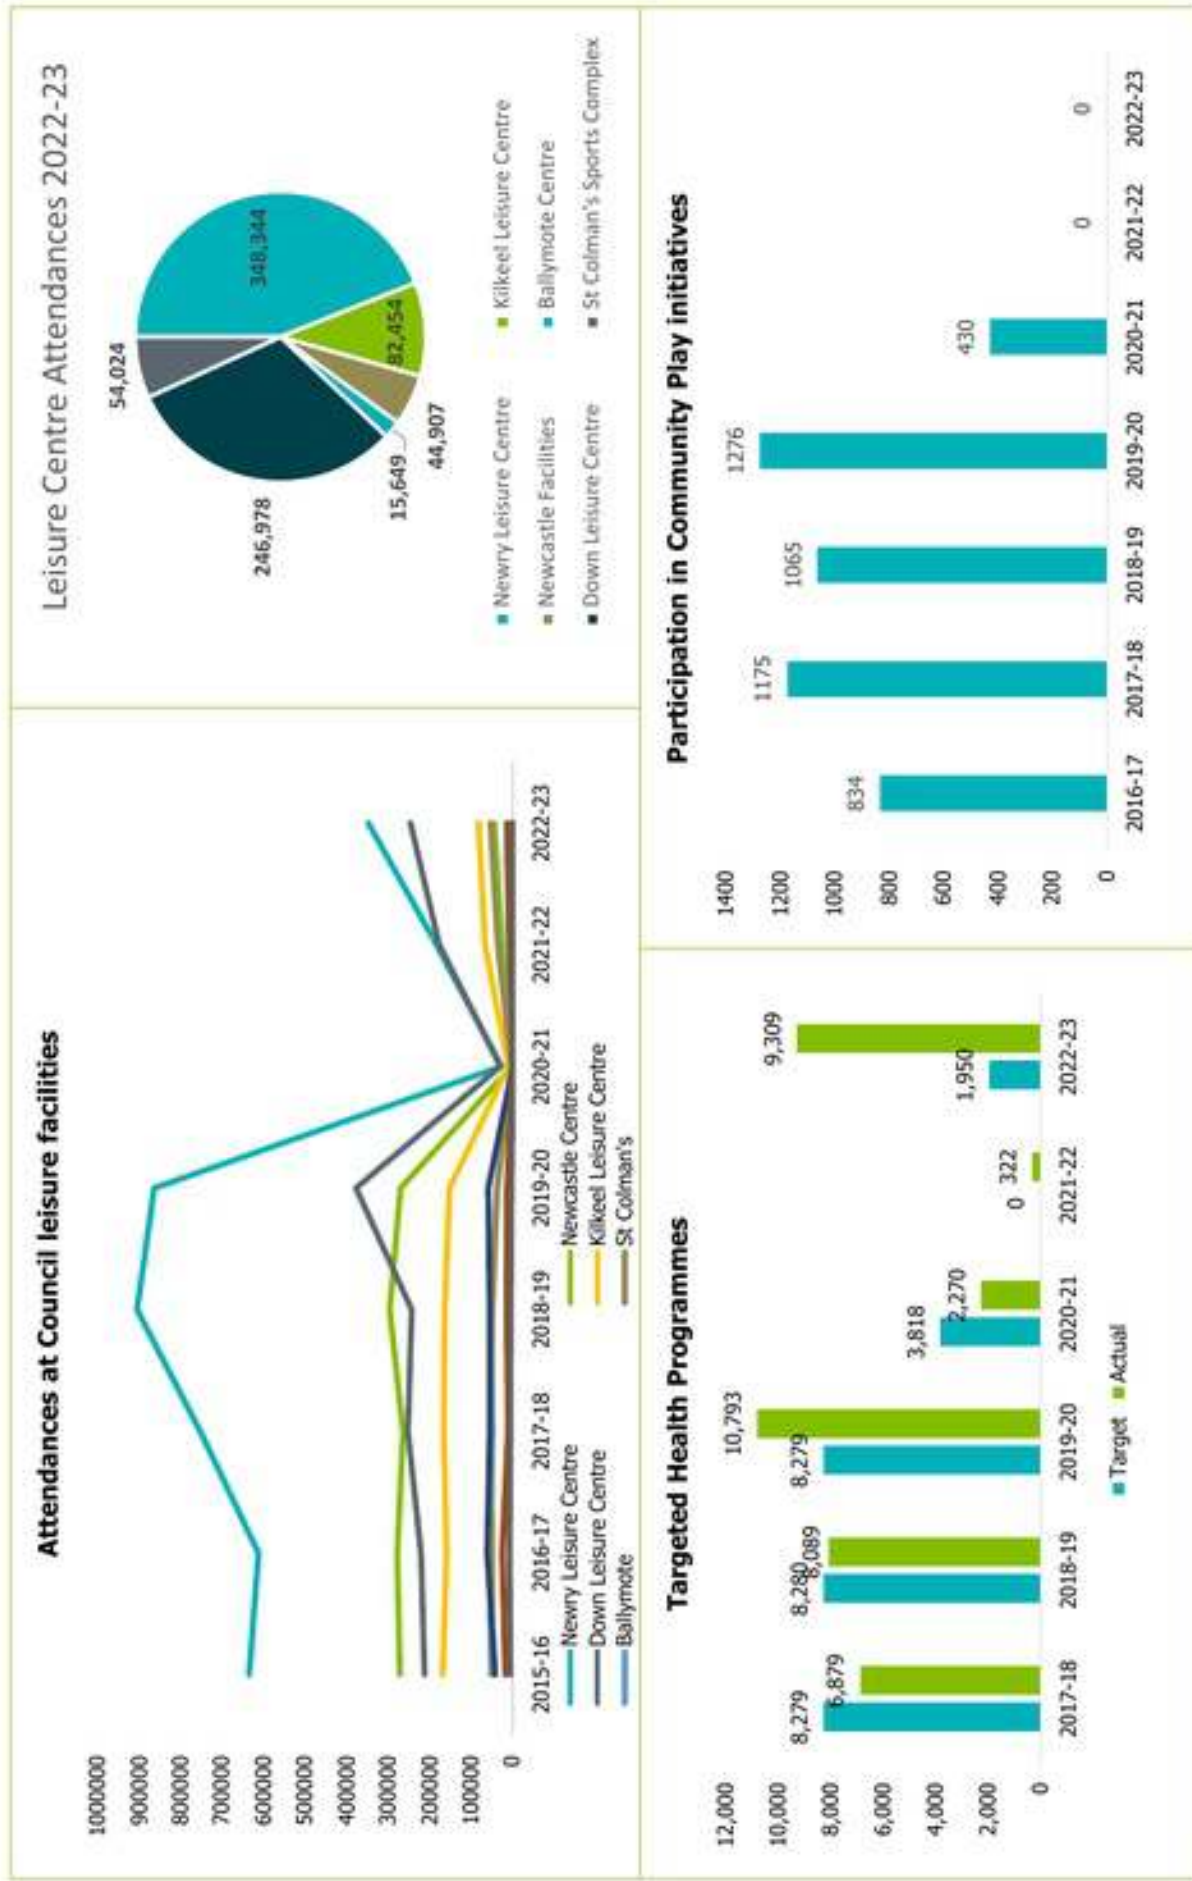 Attendances at Council leisure facilities
1000000
900000
800000
700000
600000
500000
400000
300000
200000
100000
0
2015-16 2016-17 2017-18 2018-19 2019-20 2020-21 2021-22 2022-23
Newry Leisure Centre Newcastle Centre
Down Leisure Centre Kilkeel Leisure Centre
Ballymote St Colman's
Leisure Centre Attendances 2022-23
54,024
348,344
246,978
82,454
15,649
44,907
Newry Leisure Centre Kilkeel Leisure Centre
Newcastle Facilities Ballymote Centre
Down Leisure Centre St Colman's Sports Complex
Targeted Health Programmes
12,000
10,000
8,000
6,000
4,000
2,000
0
8,279 6,879 8,280 8,089 8,279 10,793 3,818 2,270 0 322 1,950 9,309
2017-18 2018-19 2019-20 2020-21 2021-22 2022-23
Target Actual
Participation in Community Play initiatives
1400
1200
1000
800
600
400
200
0
834 1175 1065 1276 430 0 0
2016-17 2017-18 2018-19 2019-20 2020-21 2021-22 2022-23